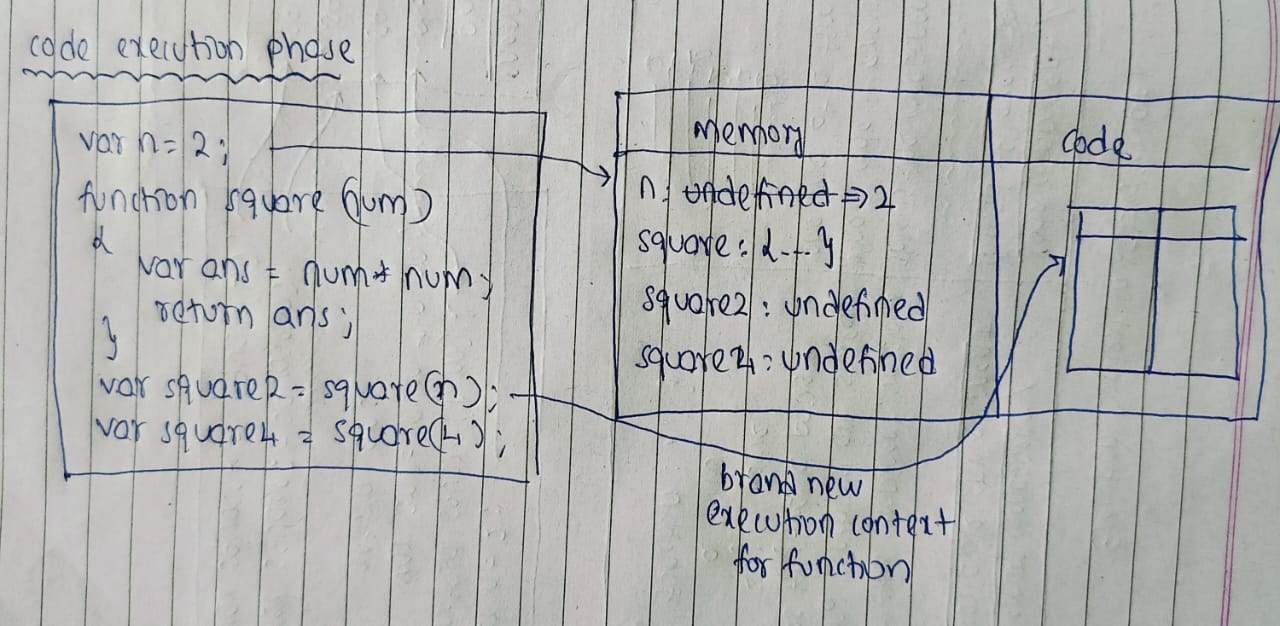 code execution phase
var n = 2;
function square (num)
{
var ans = num * num;
return ans;
}
var square2 = square(n);
var square4 = square(4);
Memory
n: undefined => 2
square: {---}
square2: undefined
square4: undefined
Code
brand new
execution context
for function